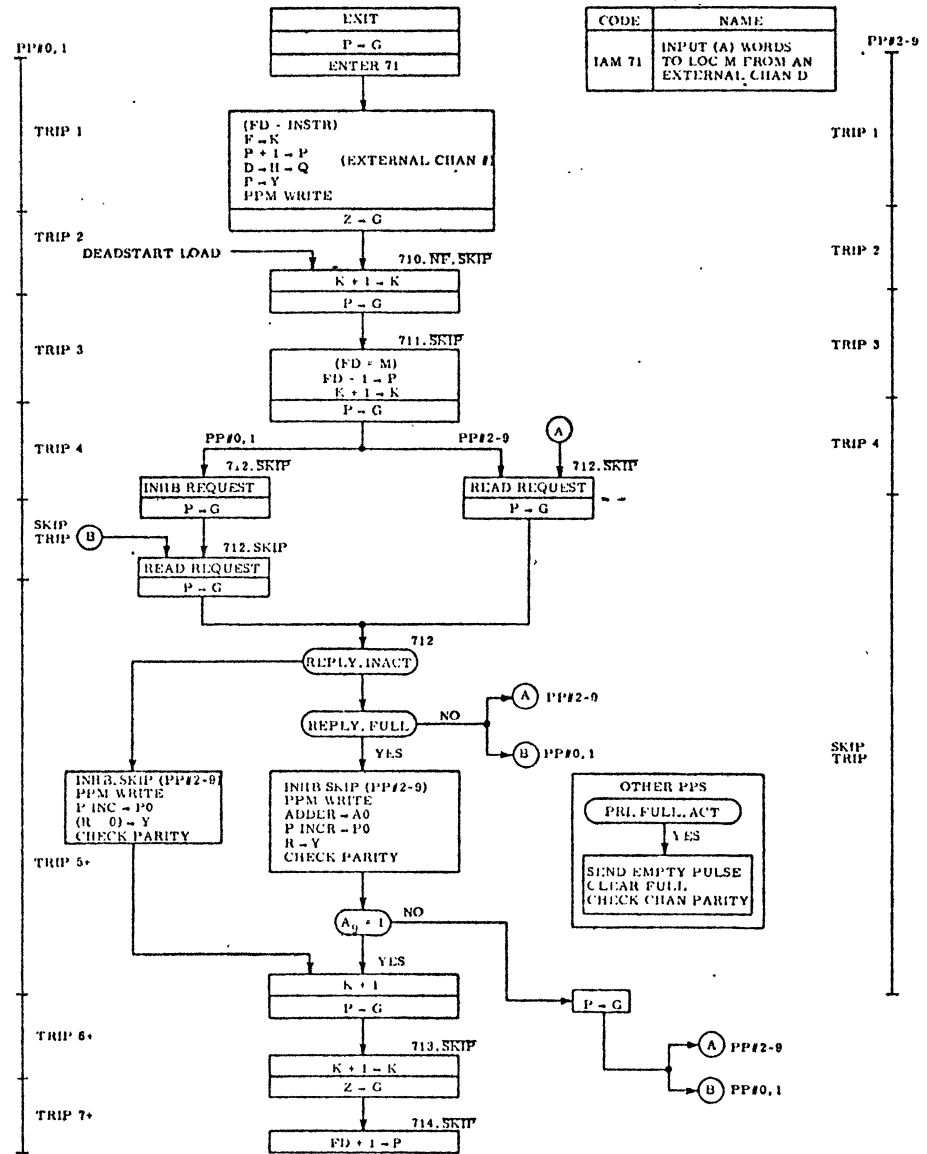 EXIT
P → G
ENTER 71
CODE NAME
IAM 71 INPUT (A) WORDS
TO LOC M FROM AN
EXTERNAL CHAN D
PP#0,1
PP#2-9
TRIP 1
(FD - INSTR)
F → K
P + 1 → P
D → H → Q
P → Y
PPM WRITE
(EXTERNAL CHAN #)
Z → G
TRIP 1
TRIP 2
DEADSTART LOAD
710.NF.SKIP
K + 1 → K
P → G
TRIP 2
TRIP 3
711.SKIP
(FD = M)
FD - 1 → P
K + 1 → K
P → G
TRIP 3
TRIP 4
PP#0,1
PP#2-9
A
TRIP 4
712.SKIP
INHB REQUEST
P → G
712.SKIP
READ REQUEST
P → G
SKIP
TRIP
B
712.SKIP
READ REQUEST
P → G
712
REPLY.INACT
REPLY.FULL
NO
A PP#2-9
B PP#0,1
YES
SKIP
TRIP
INHB.SKIP (PP#2-9)
PPM WRITE
P INC → P0
(R 0) → Y
CHECK PARITY
INHB SKIP (PP#2-9)
PPM WRITE
ADDER → A0
P INCR → P0
R → Y
CHECK PARITY
OTHER PPS
PRI.FULL.ACT
YES
SEND EMPTY PULSE
CLEAR FULL
CHECK CHAN PARITY
TRIP 5+
NO
YES
K + 1
P → G
P → G
TRIP 6+
713.SKIP
K + 1 → K
Z → G
A PP#2-9
B PP#0,1
TRIP 7+
714.SKIP
FD + 1 → P